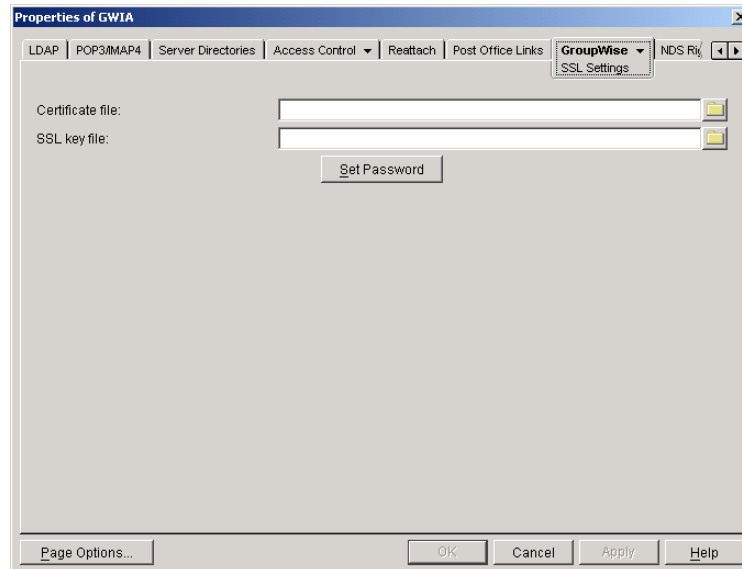 Properties of GWIA
LDAP POP3/IMAP4 Server Directories Access Control Reattach Post Office Links GroupWise NDS
SSL Settings
Certificate file:
SSL key file:
Set Password
Page Options... OK Cancel Apply Help